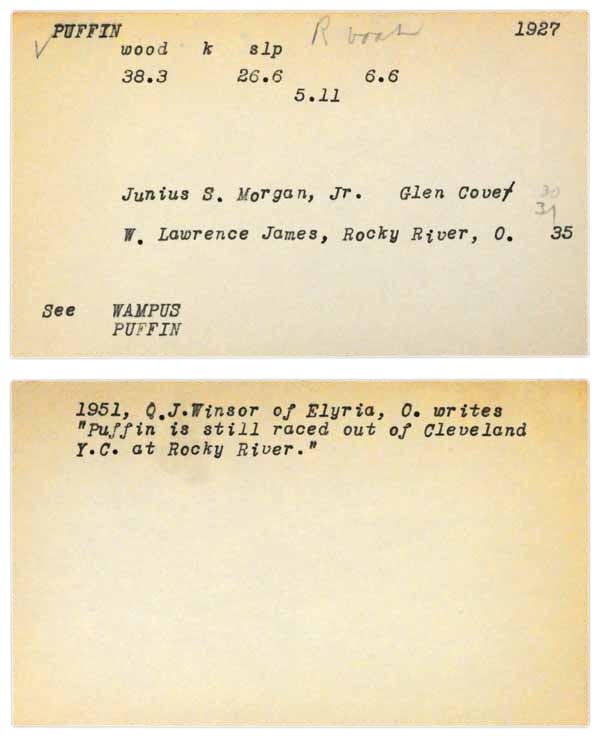 ✓ PUFFIN R boat 1927
wood k slp
38.3 26.6 6.6
5.11
Junius S. Morgan, Jr. Glen Cove/ 30
31
W. Lawrence James, Rocky River, O. 35
See WAMPUS
PUFFIN
1951, Q.J.Winsor of Elyria, O. writes
"Puffin is still raced out of Cleveland
Y.C. at Rocky River."